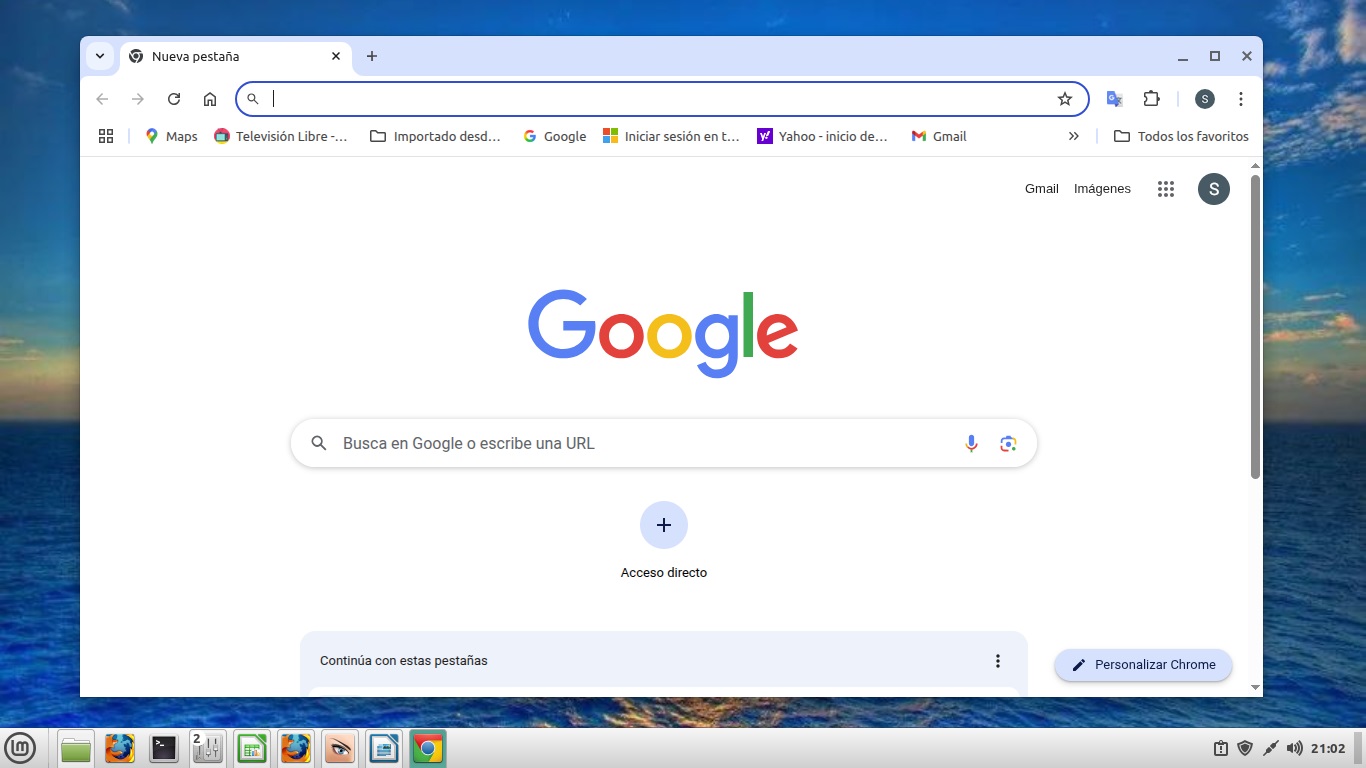 Nueva pestaña
S
Maps
Televisión Libre -...
Importado desd...
Google
Iniciar sesión en t...
Yahoo - inicio de...
Gmail
Todos los favoritos
Gmail
Imágenes
S
Google
Busca en Google o escribe una URL
Acceso directo
Continúa con estas pestañas
Personalizar Chrome
2
21:02